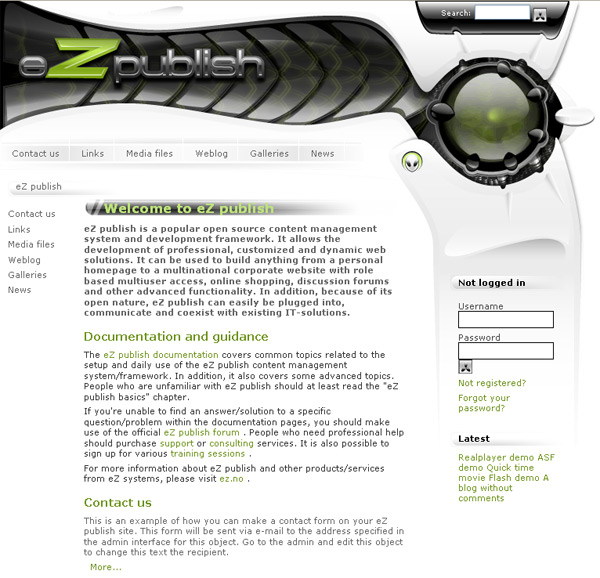 Search:
eZ publish
Contact us Links Media files Weblog Galleries News
eZ publish
Contact us
Links
Media files
Weblog
Galleries
News
Welcome to eZ publish
eZ publish is a popular open source content management
system and development framework. It allows the
development of professional, customized and dynamic web
solutions. It can be used to build anything from a personal
homepage to a multinational corporate website with role
based multiuser access, online shopping, discussion forums
and other advanced functionality. In addition, because of its
open nature, eZ publish can easily be plugged into,
communicate and coexist with existing IT-solutions.
Documentation and guidance
The eZ publish documentation covers common topics related to the
setup and daily use of the eZ publish content management
system/framework. In addition, it also covers some advanced topics.
People who are unfamiliar with eZ publish should at least read the "eZ
publish basics" chapter.
If you're unable to find an answer/solution to a specific
question/problem within the documentation pages, you should make
use of the official eZ publish forum . People who need professional help
should purchase support or consulting services. It is also possible to
sign up for various training sessions .
For more information about eZ publish and other products/services
from eZ systems, please visit ez.no .
Contact us
This is an example of how you can make a contact form on your eZ
publish site. This form will be sent via e-mail to the address specified in
the admin interface for this object. Go to the admin and edit this object
to change this text the recipient.
More...
Not logged in
Username
Password
Not registered?
Forgot your
password?
Latest
Realplayer demo ASF
demo Quick time
movie Flash demo A
blog without
comments